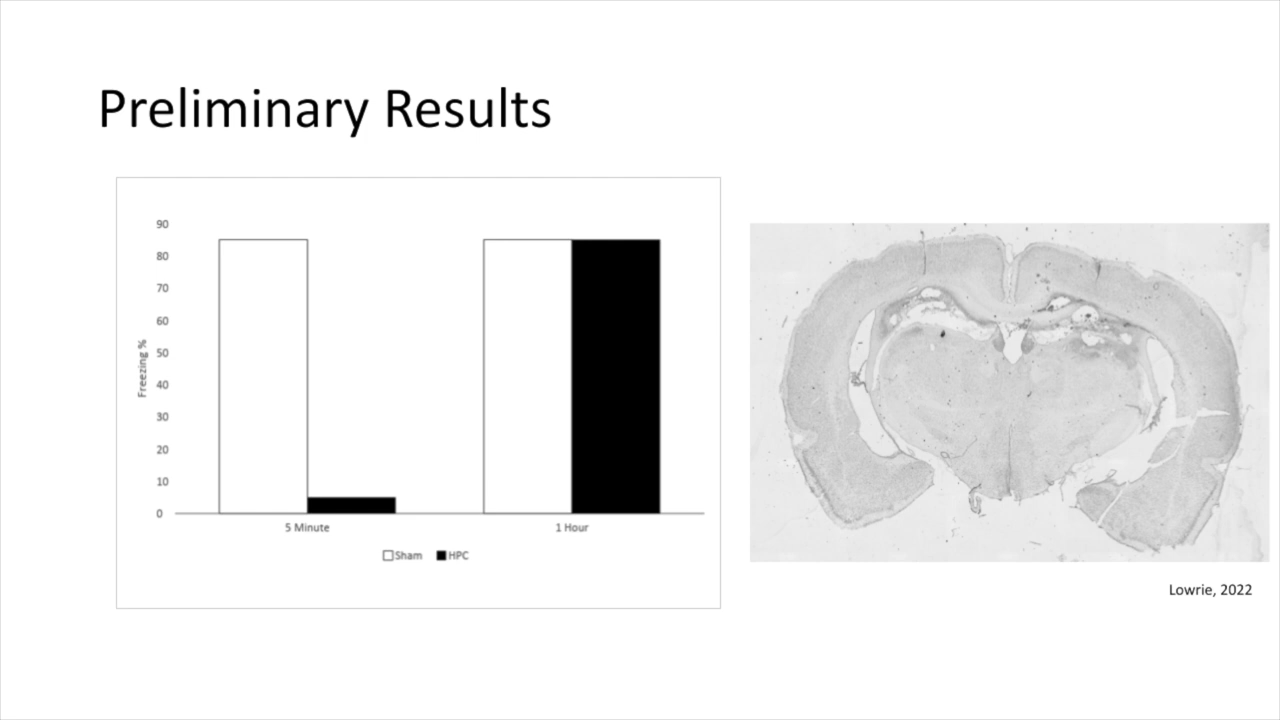 Preliminary Results
90
80
70
60
50
40
30
20
10
0
Freezing %
5 Minute
1 Hour
Sham
HPC
Lowrie, 2022